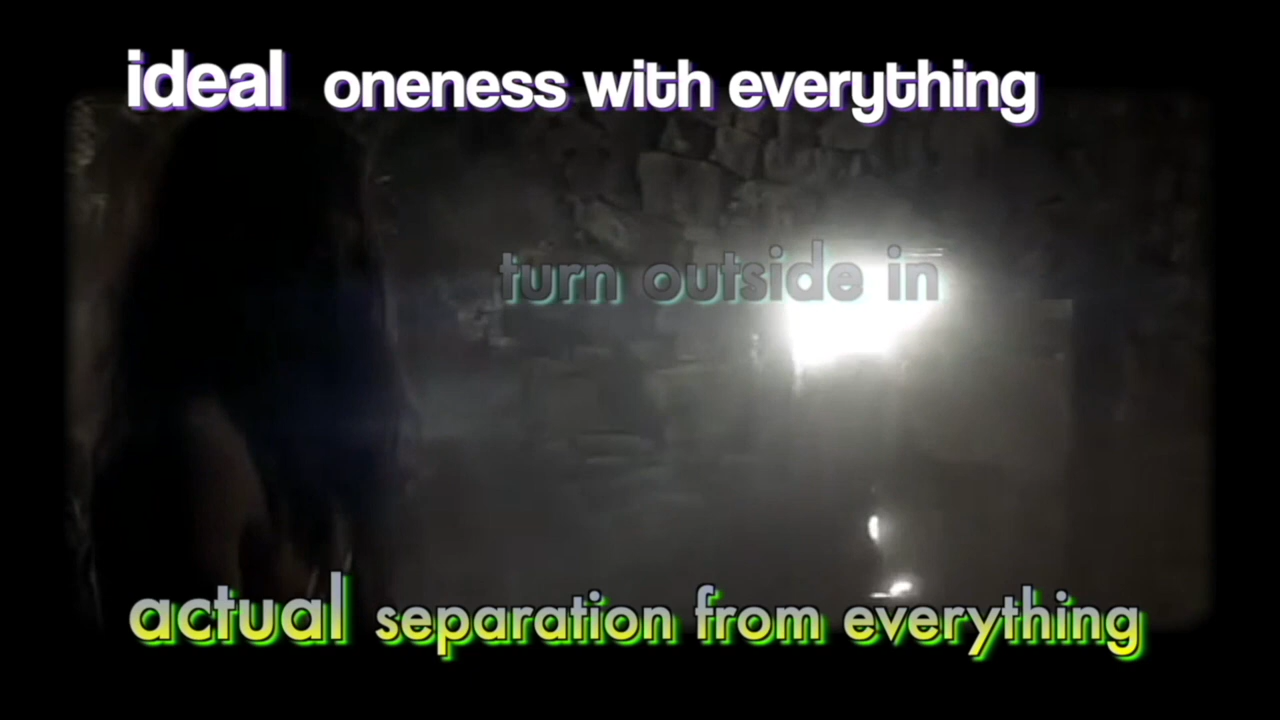 ideal oneness with everything
turn outside in
actual separation from everything